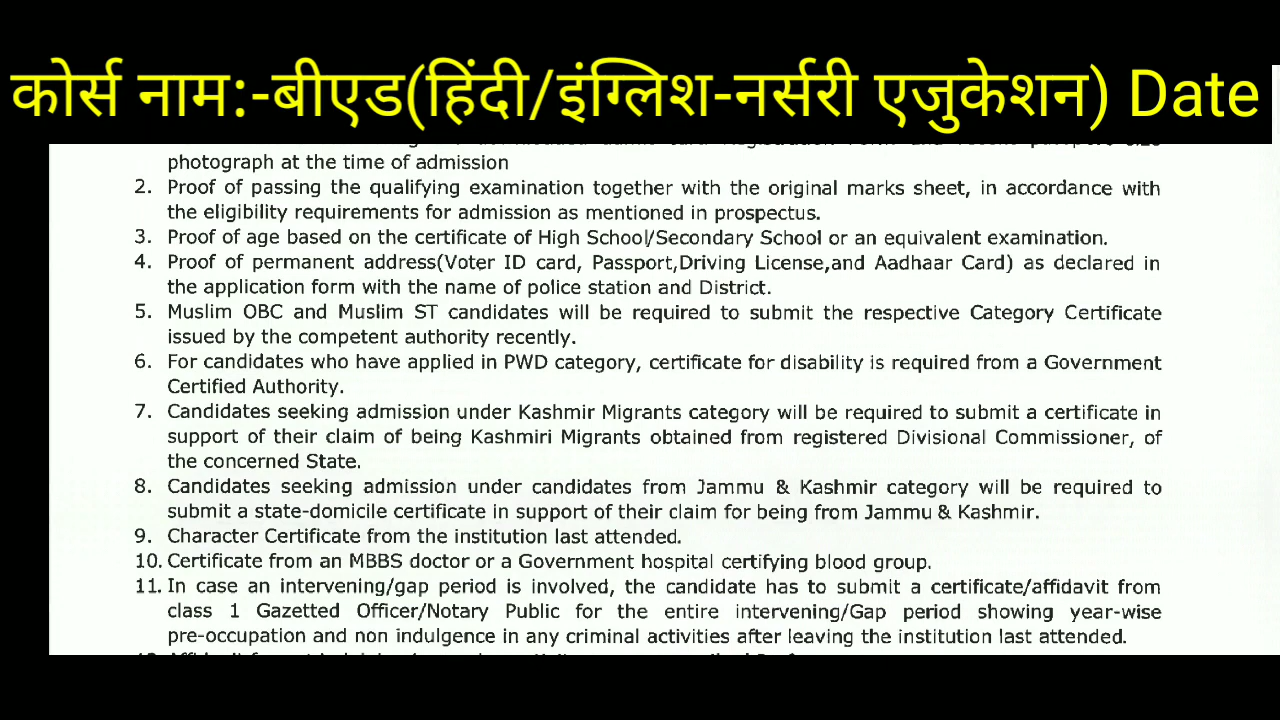 कोर्स नाम:-बीएड(हिंदी/इंग्लिश-नर्सरी एजुकेशन) Date
photograph at the time of admission
2. Proof of passing the qualifying examination together with the original marks sheet, in accordance with
the eligibility requirements for admission as mentioned in prospectus.
3. Proof of age based on the certificate of High School/Secondary School or an equivalent examination.
4. Proof of permanent address(Voter ID card, Passport,Driving License,and Aadhaar Card) as declared in
the application form with the name of police station and District.
5. Muslim OBC and Muslim ST candidates will be required to submit the respective Category Certificate
issued by the competent authority recently.
6. For candidates who have applied in PWD category, certificate for disability is required from a Government
Certified Authority.
7. Candidates seeking admission under Kashmir Migrants category will be required to submit a certificate in
support of their claim of being Kashmiri Migrants obtained from registered Divisional Commissioner, of
the concerned State.
8. Candidates seeking admission under candidates from Jammu & Kashmir category will be required to
submit a state-domicile certificate in support of their claim for being from Jammu & Kashmir.
9. Character Certificate from the institution last attended.
10. Certificate from an MBBS doctor or a Government hospital certifying blood group.
11. In case an intervening/gap period is involved, the candidate has to submit a certificate/affidavit from
class 1 Gazetted Officer/Notary Public for the entire intervening/Gap period showing year-wise
pre-occupation and non indulgence in any criminal activities after leaving the institution last attended.